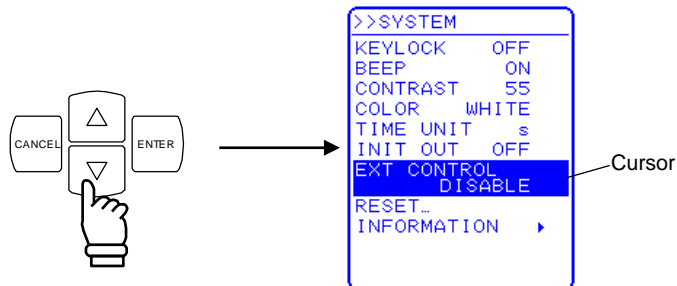 CANCEL
ENTER
>>SYSTEM
KEYLOCK OFF
BEEP ON
CONTRAST 55
COLOR WHITE
TIME UNIT s
INIT OUT OFF
EXT CONTROL
DISABLE
RESET…
INFORMATION
Cursor